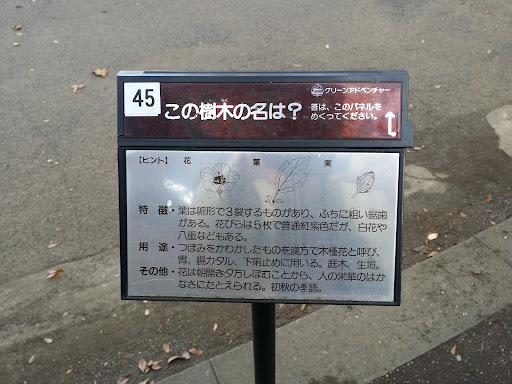 45
この樹木の名は?
グリーンアドベンチャー
答は、このパネルを
めくってください。
【ヒント】 花 葉 実
特徴・葉は卵形で3裂するものがあり、ふちに粗い鋸歯
がある。花びらは5枚で普通紅紫色だが、白花や
八重などもある。
用途・つぼみをかわかしたものを漢方で木槿花と呼び、
胃、腸カタル、下痢止めに用いる。庭木、生垣。
その他・花は朝開き夕方しぼむことから、人の栄華のはか
なさにたとえられる。初秋の季語。